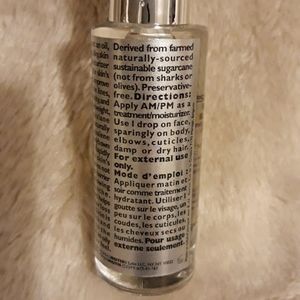 Derived from farmed
naturally-sourced
sustainable sugarcane
(not from sharks or
olives). Preservative-
free. Directions:
Apply AM/PM as a
treatment/moisturizer.
Use 1 drop on face,
sparingly on body,
elbows, cuticles,
damp or dry hair.
For external use
only.
Mode d'emploi :
Appliquer matin et
soir comme traitement
hydratant. Utiliser 1
goutte sur le visage, un
peu sur le corps, les
coudes, les cuticules,
les cheveux secs ou
humides. Pour usage
externe seulement.